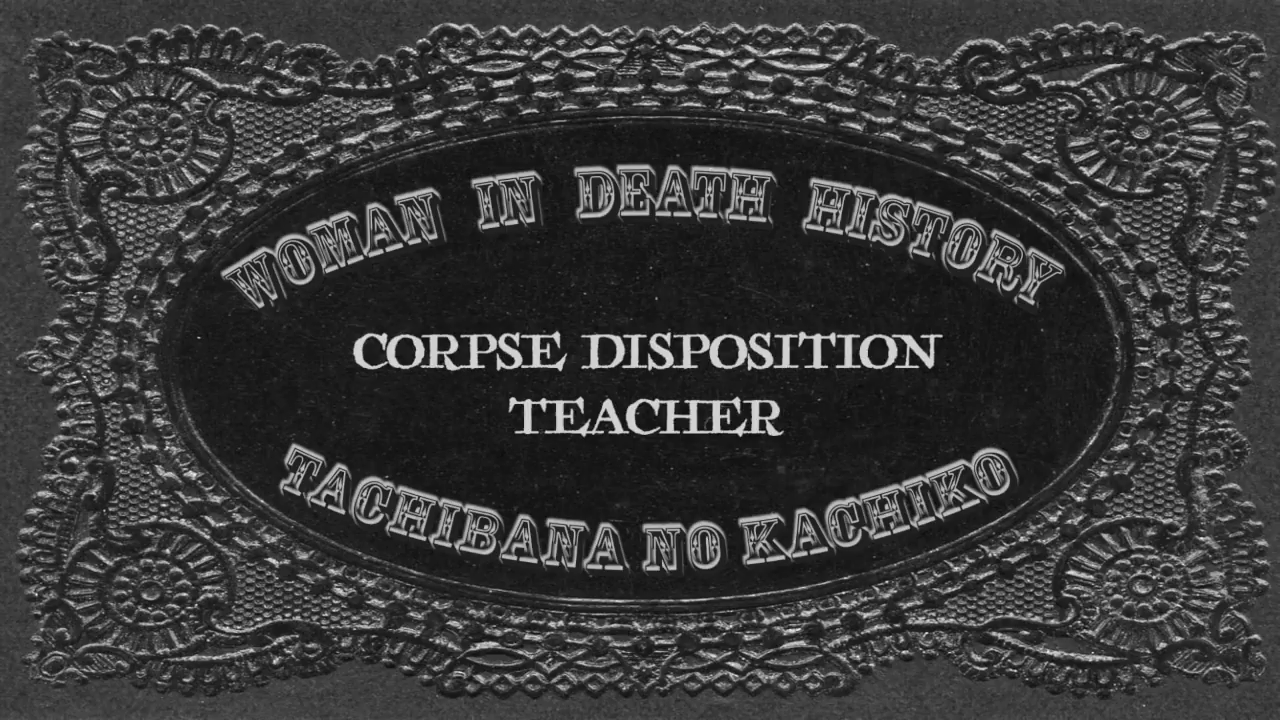 WOMAN IN DEATH HISTORY
CORPSE DISPOSITION
TEACHER
TACHIBANA NO KACHIKO